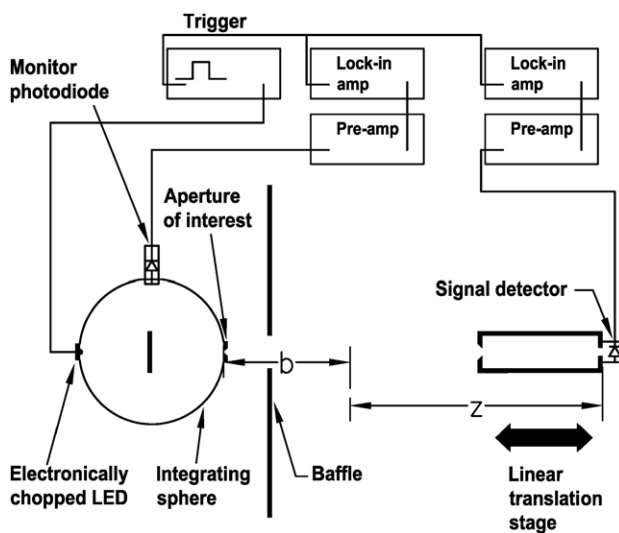 Trigger
Monitor
photodiode
Lock-in
amp
Lock-in
amp
Pre-amp
Pre-amp
Aperture
of interest
Signal detector
b
z
Electronically
chopped LED
Integrating
sphere
Baffle
Linear
translation
stage